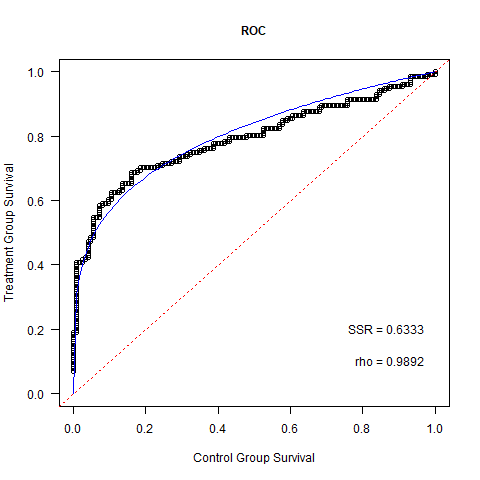 ROC
Treatment Group Survival
1.0
0.8
0.6
0.4
0.2
0.0
SSR = 0.6333
rho = 0.9892
0.0 0.2 0.4 0.6 0.8 1.0
Control Group Survival